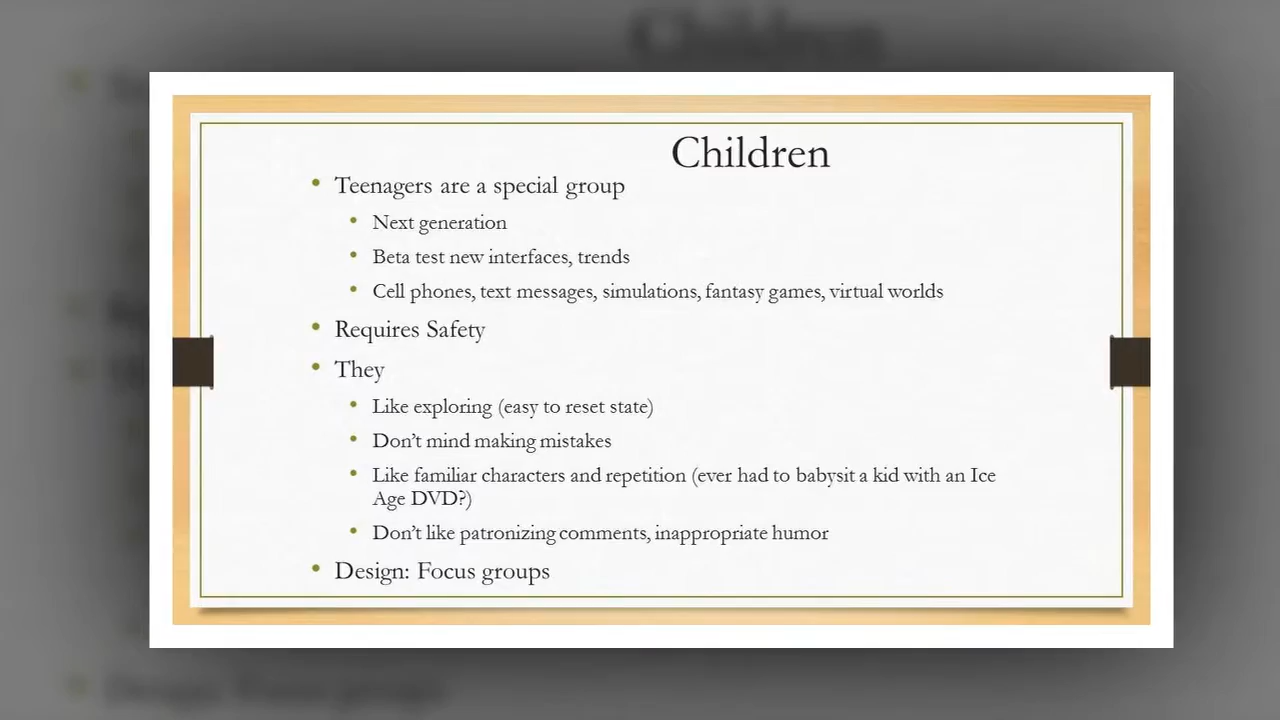 Children
• Teenagers are a special group
• Next generation
• Beta test new interfaces, trends
• Cell phones, text messages, simulations, fantasy games, virtual worlds
• Requires Safety
• They
• Like exploring (easy to reset state)
• Don’t mind making mistakes
• Like familiar characters and repetition (ever had to babysit a kid with an Ice
Age DVD?)
• Don’t like patronizing comments, inappropriate humor
• Design: Focus groups